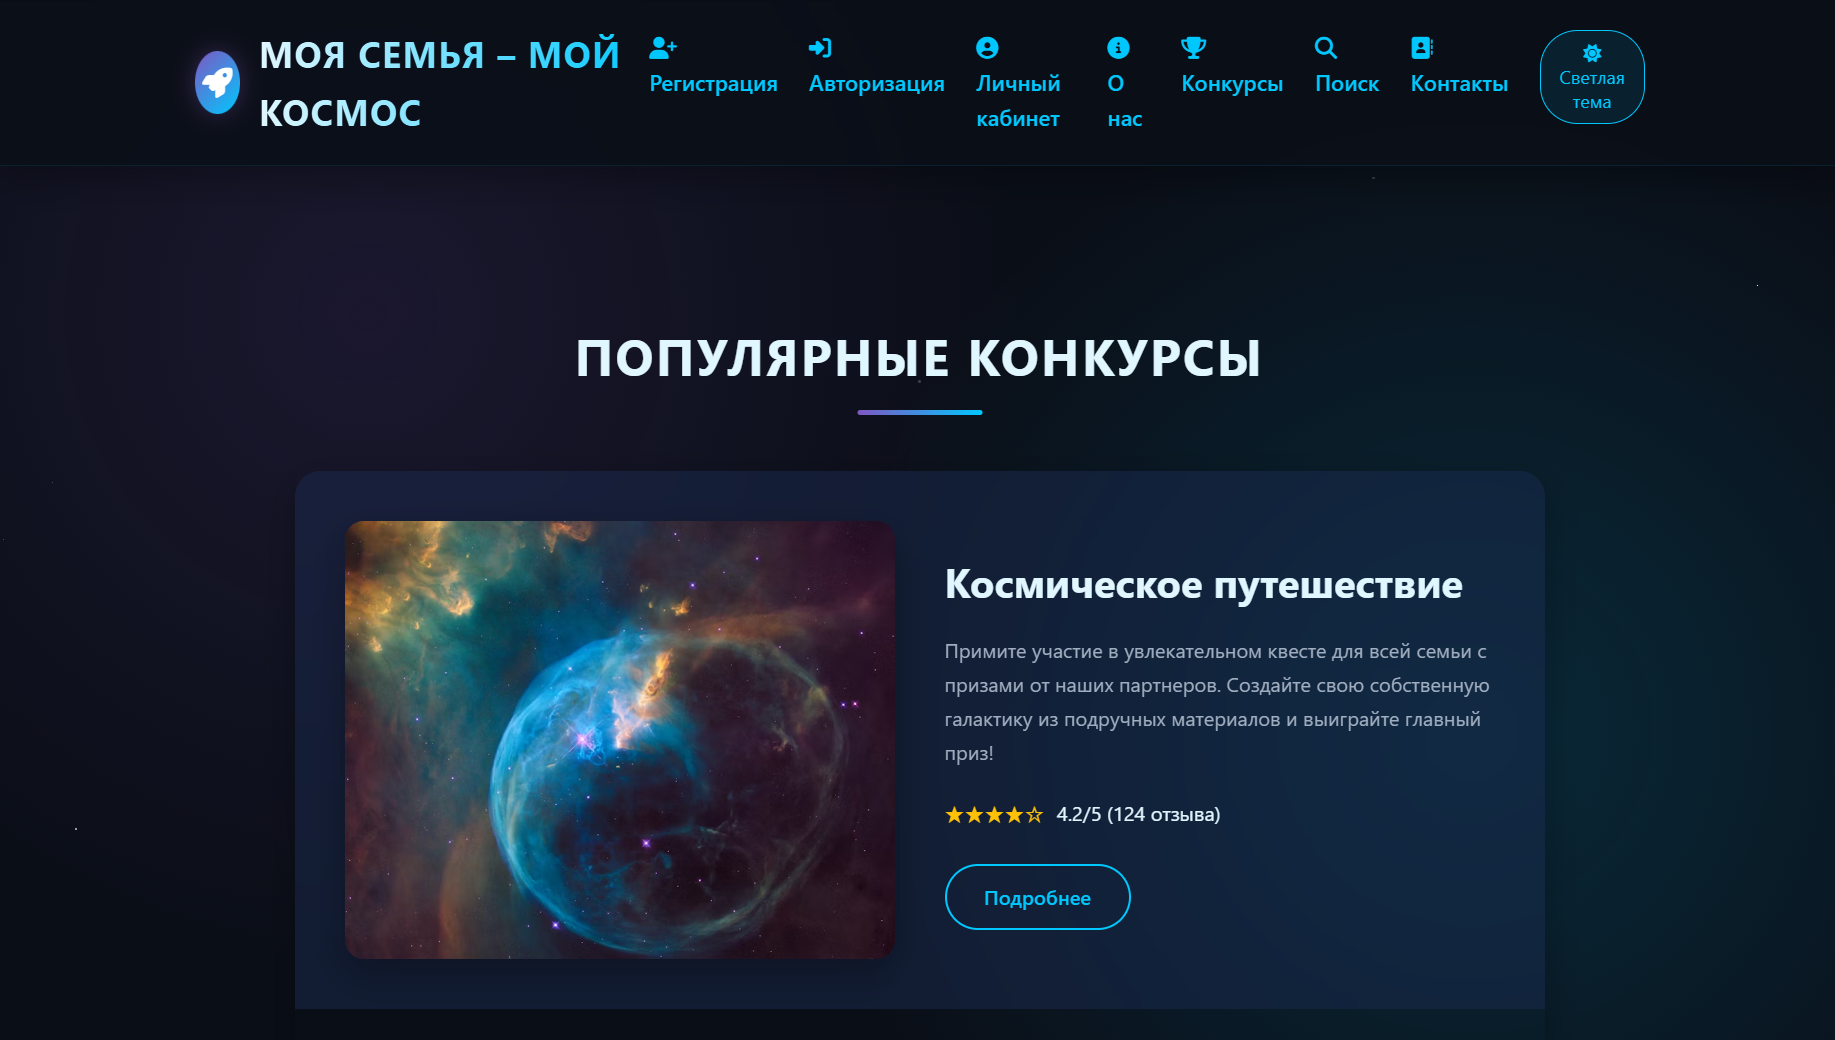 МОЯ СЕМЬЯ – МОЙ
КОСМОС
Регистрация
Авторизация
Личный
кабинет
О
нас
Конкурсы
Поиск
Контакты
Светлая
тема
ПОПУЛЯРНЫЕ КОНКУРСЫ
Космическое путешествие
Примите участие в увлекательном квесте для всей семьи с
призами от наших партнеров. Создайте свою собственную
галактику из подручных материалов и выиграйте главный
приз!
★★★★☆ 4.2/5 (124 отзыва)
Подробнее